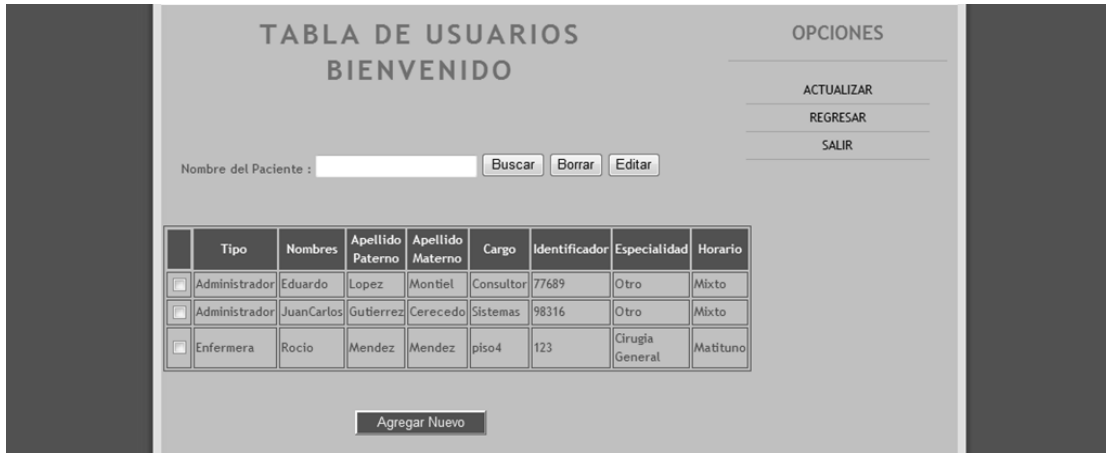 TABLA DE USUARIOS
BIENVENIDO
OPCIONES
ACTUALIZAR
REGRESAR
SALIR
Nombre del Paciente : Buscar Borrar Editar
Tipo Nombres Apellido Paterno Apellido Materno Cargo Identificador Especialidad Horario
Administrador Eduardo Lopez Montiel Consultor 77689 Otro Mixto
Administrador JuanCarlos Gutierrez Cerecedo Sistemas 98316 Otro Mixto
Enfermera Rocio Mendez Mendez piso4 123 Cirugia General Matituno
Agregar Nuevo